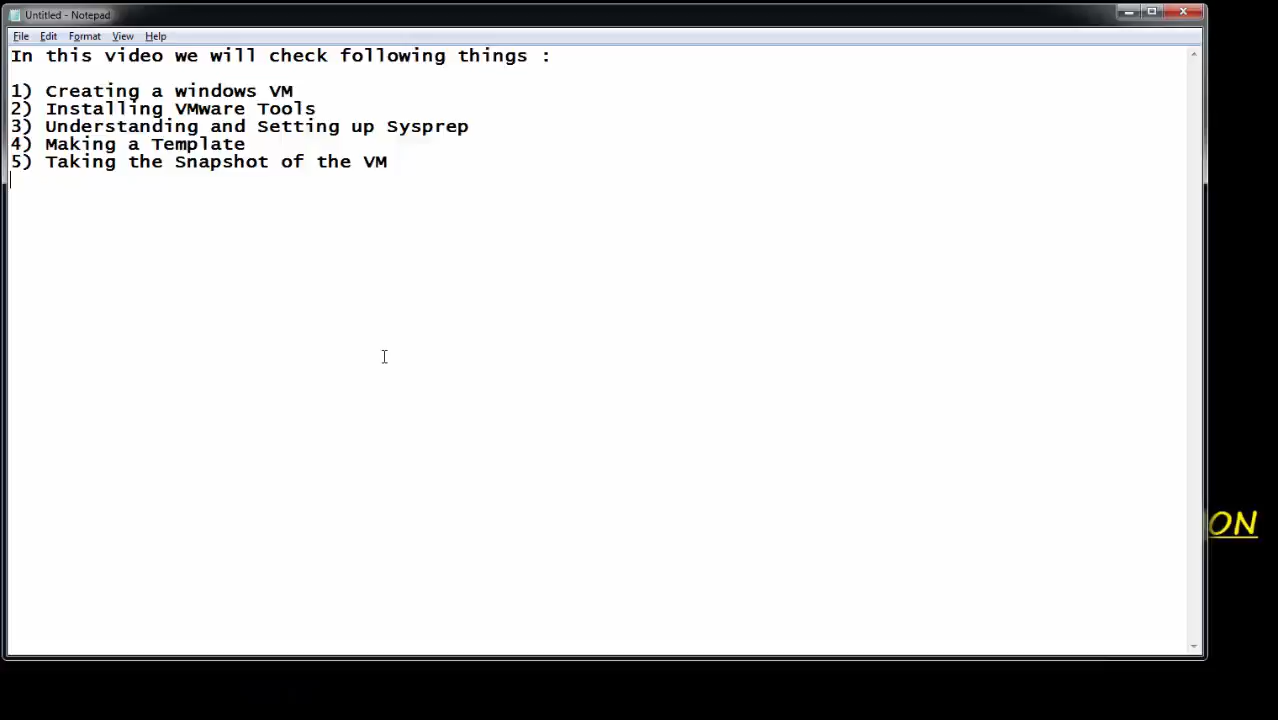 Untitled - Notepad
File Edit Format View Help
In this video we will check following things :
1) Creating a windows VM
2) Installing VMware Tools
3) Understanding and Setting up Sysprep
4) Making a Template
5) Taking the Snapshot of the VM
ON